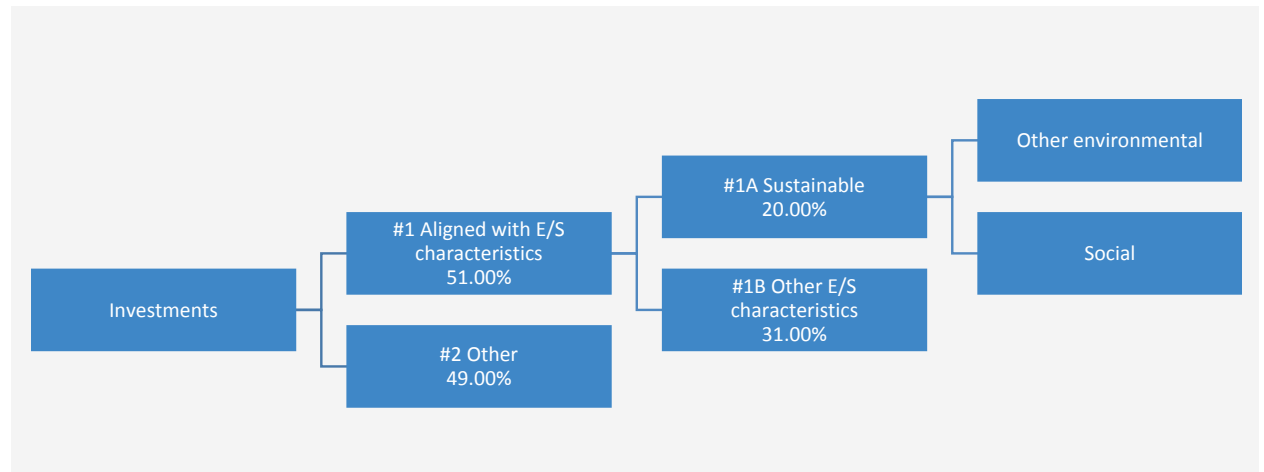 Investments
#1 Aligned with E/S
characteristics
51.00%
#2 Other
49.00%
#1A Sustainable
20.00%
#1B Other E/S
characteristics
31.00%
Other environmental
Social